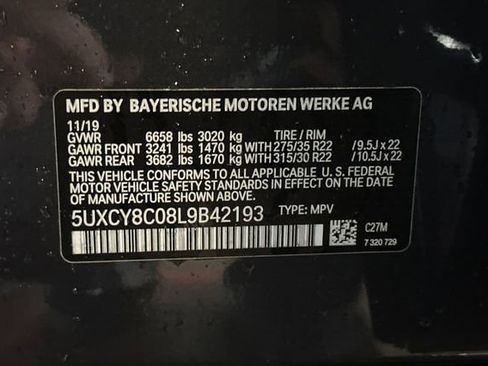 MFD BY BAYERISCHE MOTOREN WERKE AG
11/19
GVWR 6658 lbs 3020 kg TIRE / RIM
GAWR FRONT 3241 lbs 1470 kg WITH 275/35 R22 / 9.5J x 22
GAWR REAR 3682 lbs 1670 kg WITH 315/30 R22 / 10.5J x 22
THIS VEHICLE CONFORMS TO ALL APPLICABLE U. S. FEDERAL
MOTOR VEHICLE SAFETY STANDARDS IN EFFECT ON THE
DATE OF MANUFACTURE SHOWN ABOVE.
5UXCY8C08L9B42193 TYPE: MPV
C27M
7 320 729